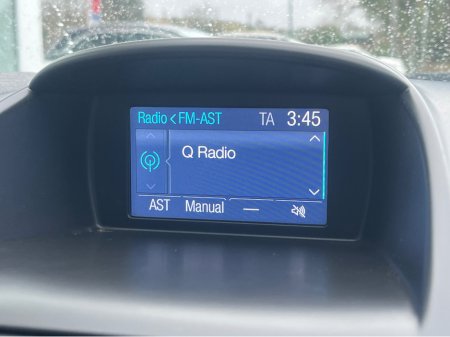 Radio < FM-AST TA 3:45
Q Radio
AST Manual —